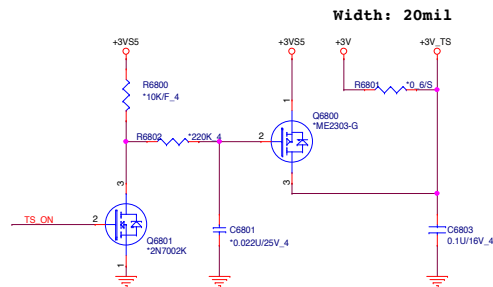 Width: 20mil
+3VS5
+3VS5
+3V
+3V_TS
R6800
*10K/F_4
R6801
*0_6/S
1
Q6800
*ME2303-G
R6802
*220K_4
2
3
3
TS_ON
2
Q6801
*2N7002K
1
C6801
*0.022U/25V_4
C6803
0.1U/16V_4